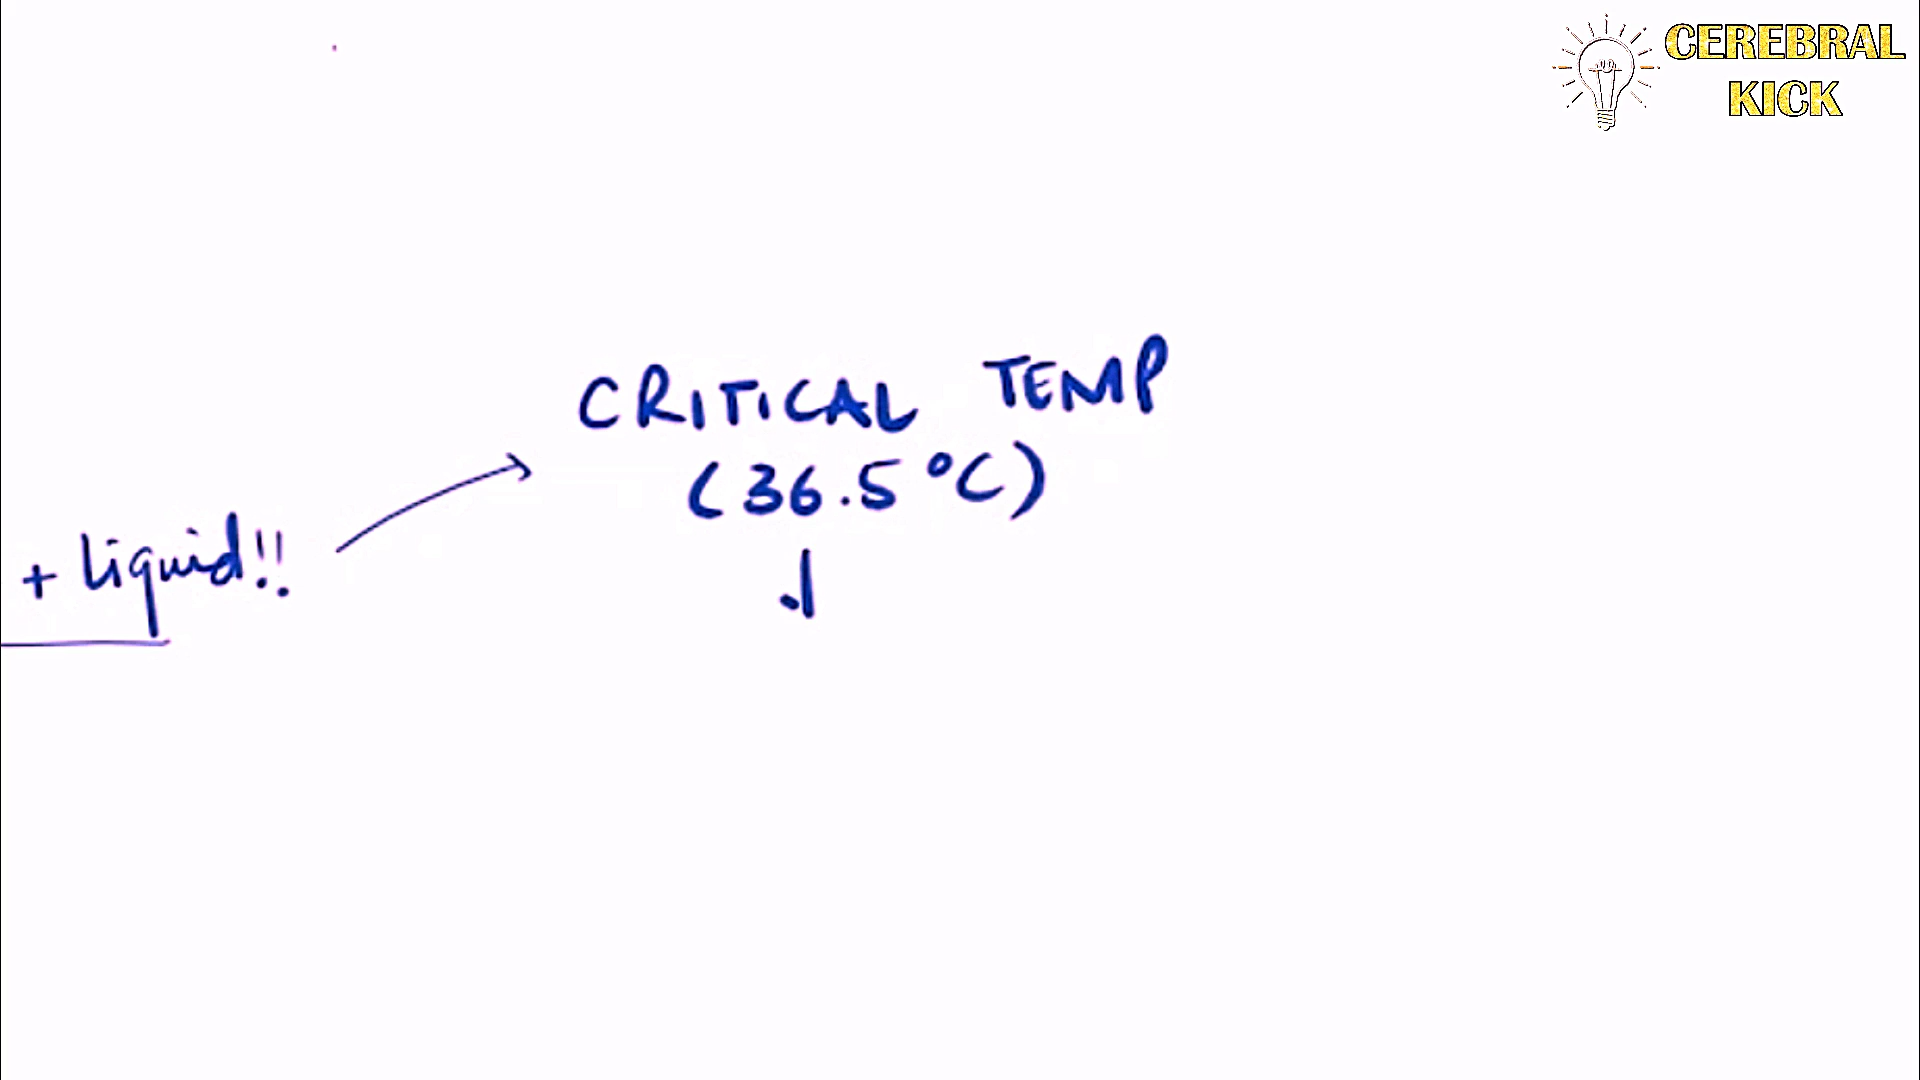 CEREBRAL
KICK
CRITICAL TEMP
(36.5°C)
+ Liquid!!